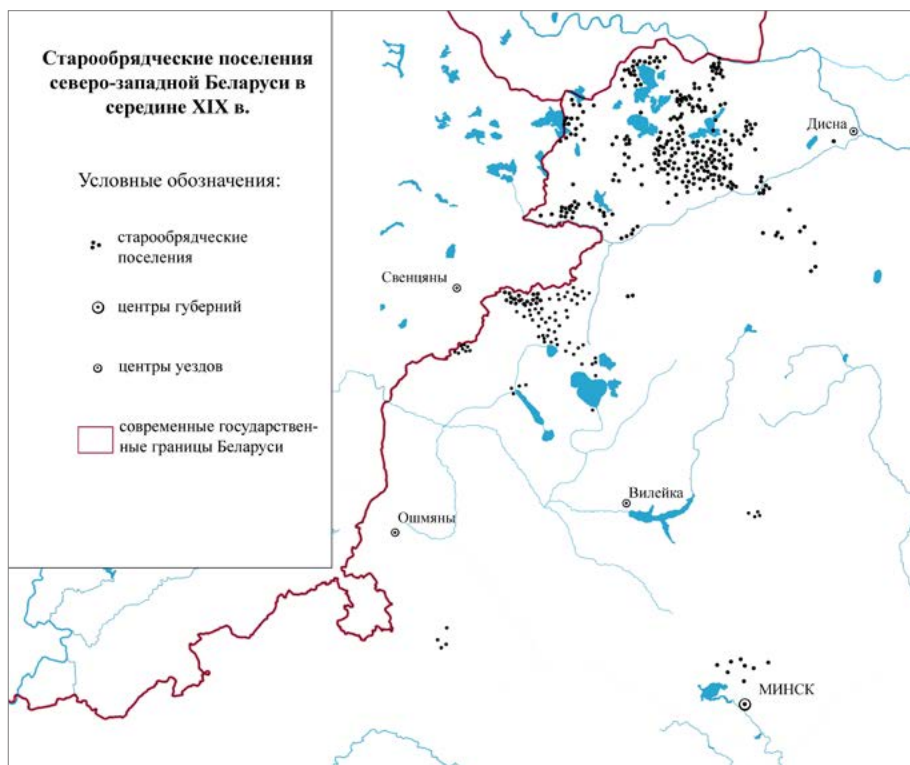 Старообрядческие поселения
северо-западной Беларуси в
середине XIX в.
Условные обозначения:
старообрядческие
поселения
центры губерний
центры уездов
современные государствен-
ные границы Беларуси
Дисна
Свенцяны
Вилейка
Ошмяны
МИНСК